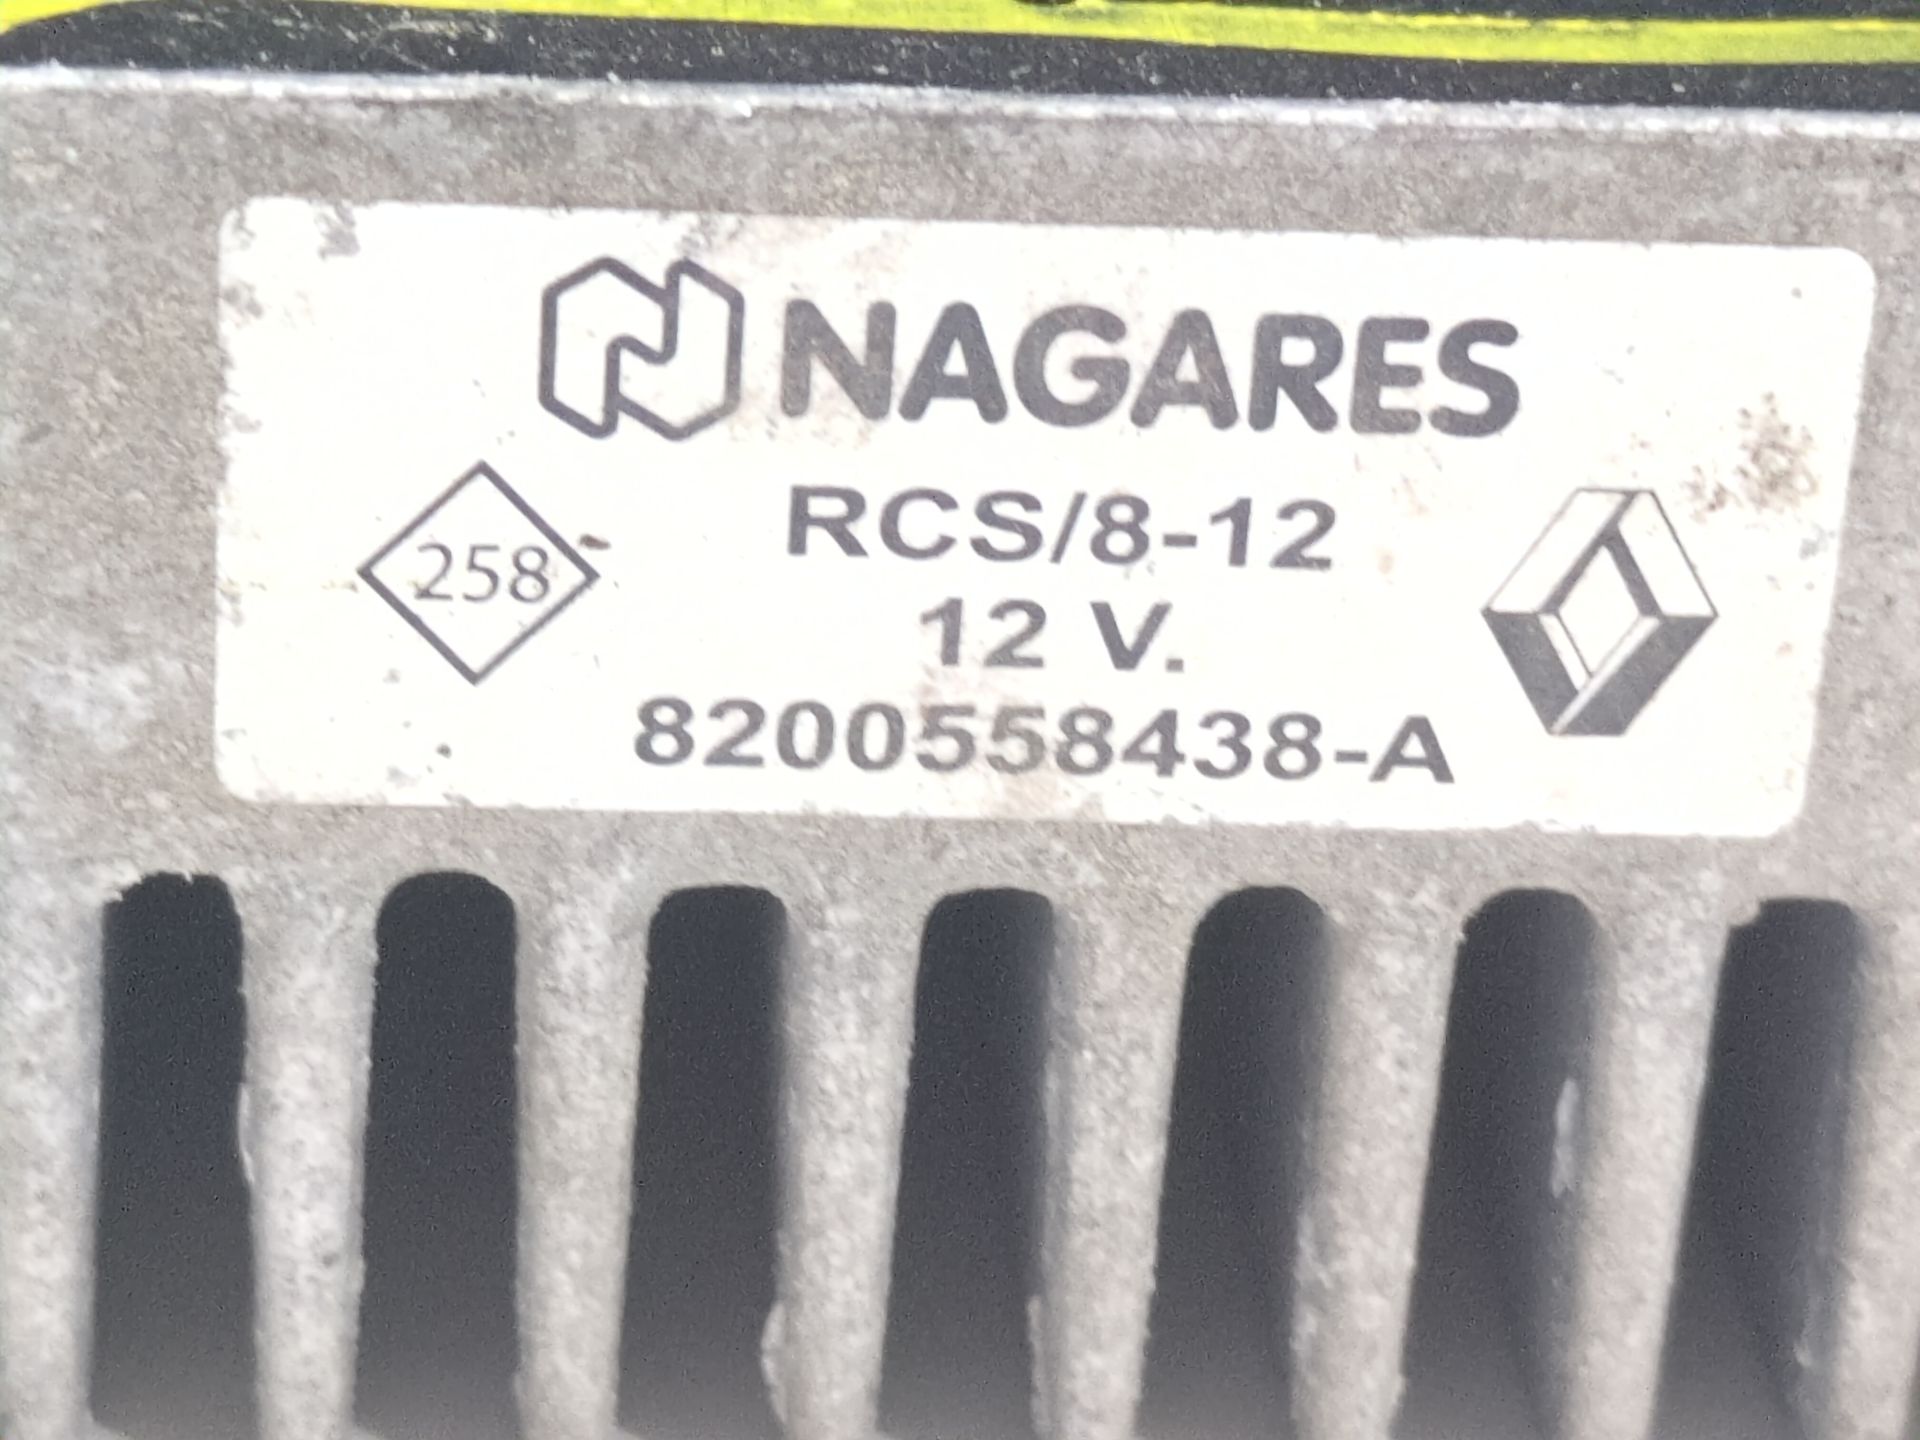 NAGARES
RCS/8-12
258
12 V.
8200558438-A